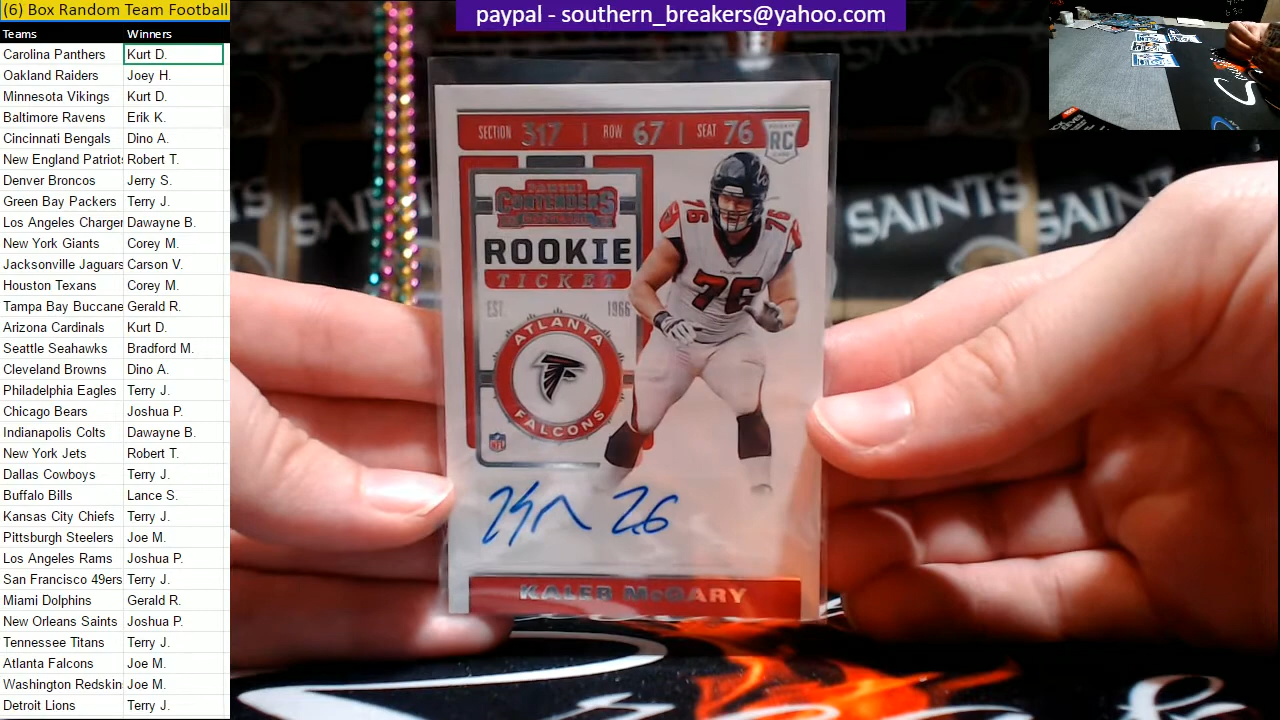 (6) Box Random Team Football
paypal - southern_breakers@yahoo.com
Teams Winners
Carolina Panthers Kurt D.
Oakland Raiders Joey H.
Minnesota Vikings Kurt D.
Baltimore Ravens Erik K.
Cincinnati Bengals Dino A.
New England Patriots Robert T.
Denver Broncos Jerry S.
Green Bay Packers Terry J.
Los Angeles Charger Dawayne B.
New York Giants Corey M.
Jacksonville Jaguars Carson V.
Houston Texans Corey M.
Tampa Bay Buccane Gerald R.
Arizona Cardinals Kurt D.
Seattle Seahawks Bradford M.
Cleveland Browns Dino A.
Philadelphia Eagles Terry J.
Chicago Bears Joshua P.
Indianapolis Colts Dawayne B.
New York Jets Robert T.
Dallas Cowboys Terry J.
Buffalo Bills Lance S.
Kansas City Chiefs Terry J.
Pittsburgh Steelers Joe M.
Los Angeles Rams Joshua P.
San Francisco 49ers Terry J.
Miami Dolphins Gerald R.
New Orleans Saints Joshua P.
Tennessee Titans Terry J.
Atlanta Falcons Joe M.
Washington Redskin Joe M.
Detroit Lions Terry J.
SECTION 317 | ROW 67 | SEAT 76
RC
PANINI
CONTENDERS
ROOKIE
TICKET
EST. 1966
ATLANTA
FALCONS
NFL
76
76
76
76
KALEB McGARY
SAINTS
SAINTS